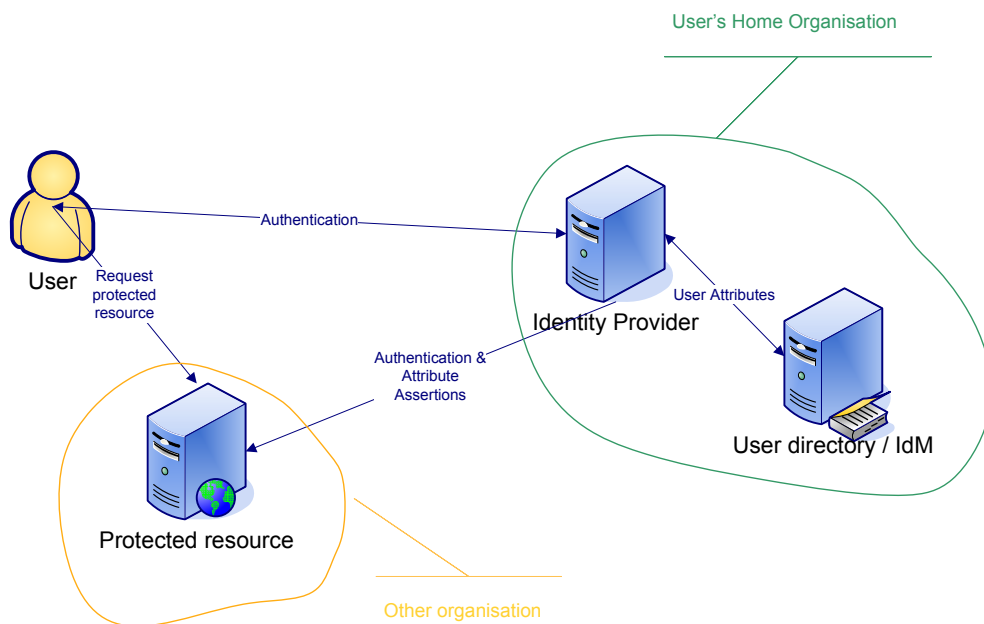 User's Home Organisation
Authentication
User
Request
protected
resource
User Attributes
Identity Provider
Authentication &
Attribute
Assertions
User directory / IdM
Protected resource
Other organisation